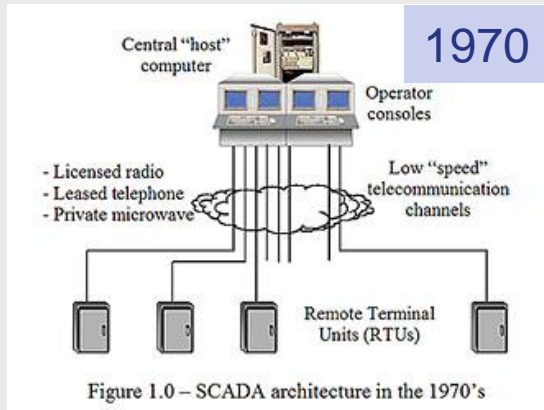 1970
Central “host”
computer
Operator
consoles
- Licensed radio
- Leased telephone
- Private microwave
Low “speed”
telecommunication
channels
Remote Terminal
Units (RTUs)
Figure 1.0 – SCADA architecture in the 1970’s